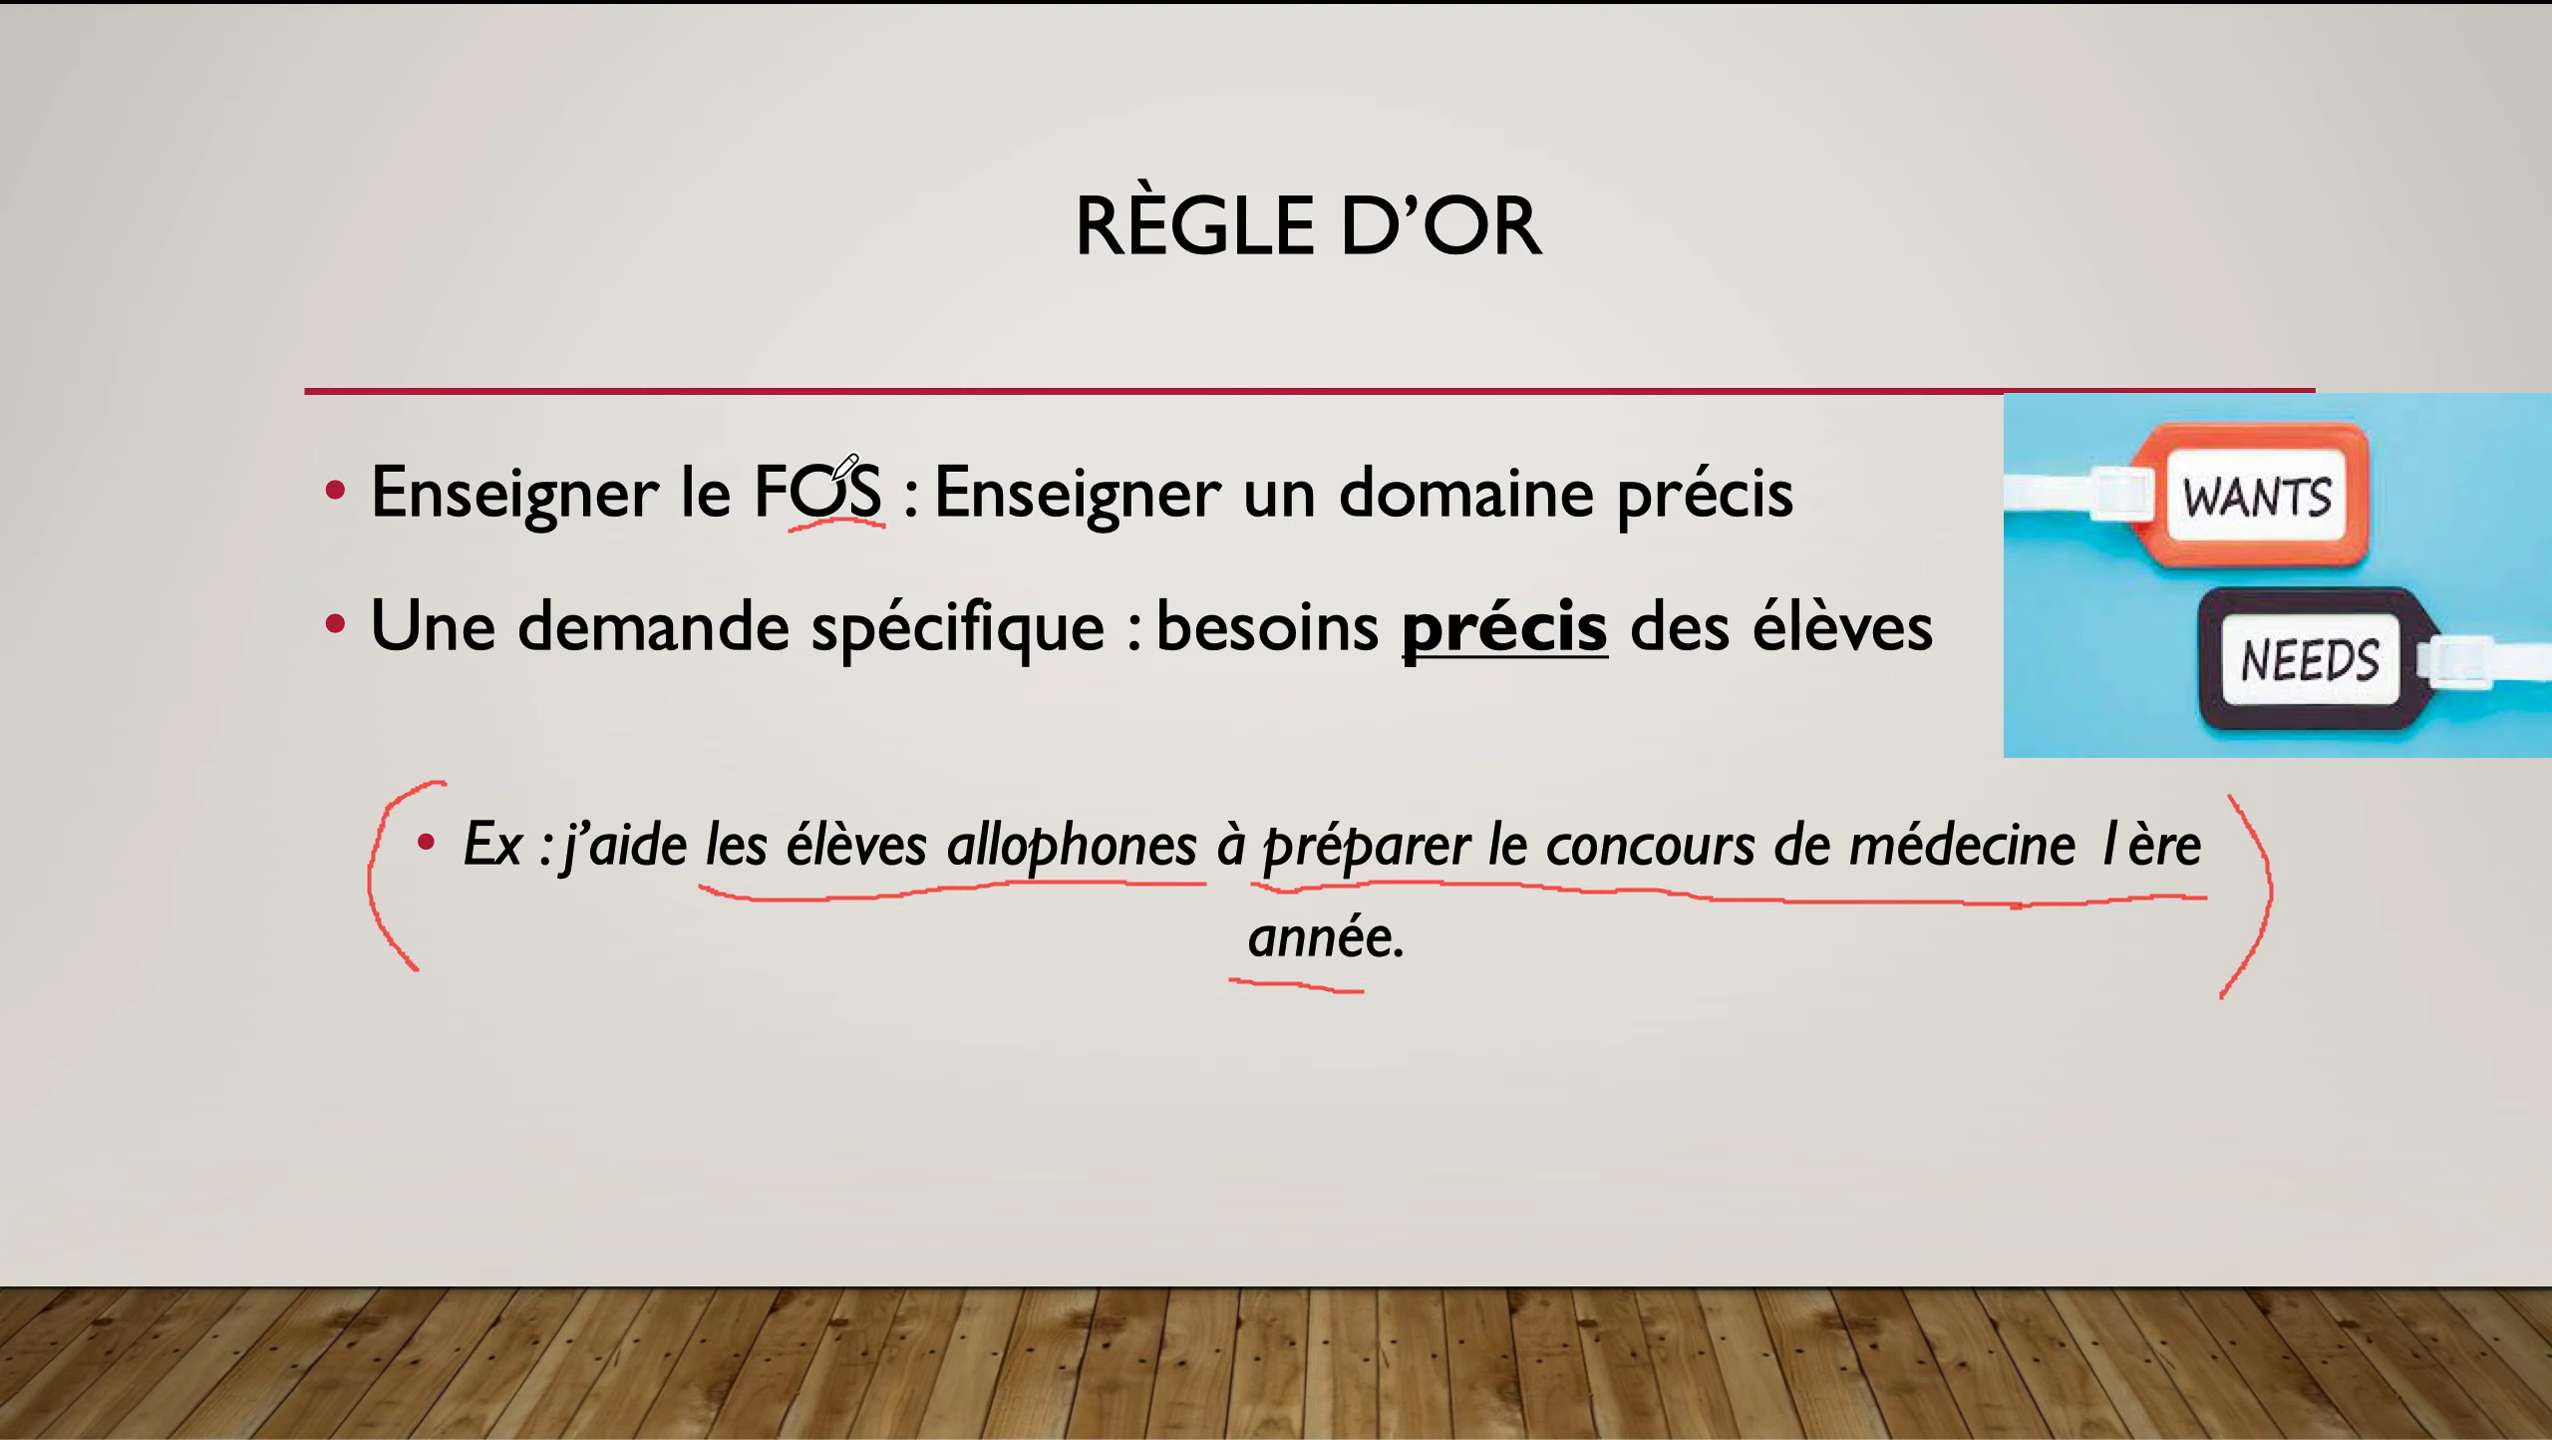 RÈGLE D’OR
• Enseigner le FOS : Enseigner un domaine précis
• Une demande spécifique : besoins précis des élèves
WANTS
NEEDS
• Ex : j’aide les élèves allophones à préparer le concours de médecine 1ère
année.